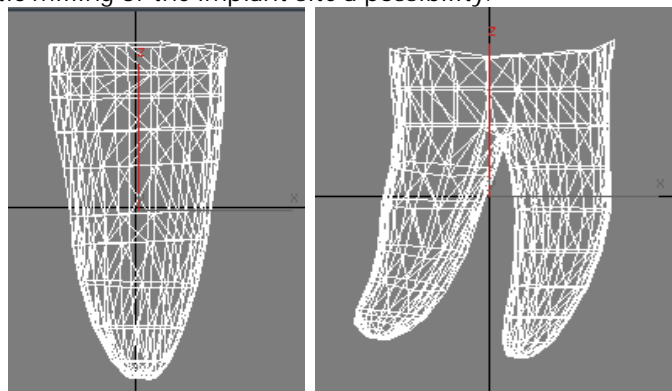 of the implant site a possibility.
z
x
z
x